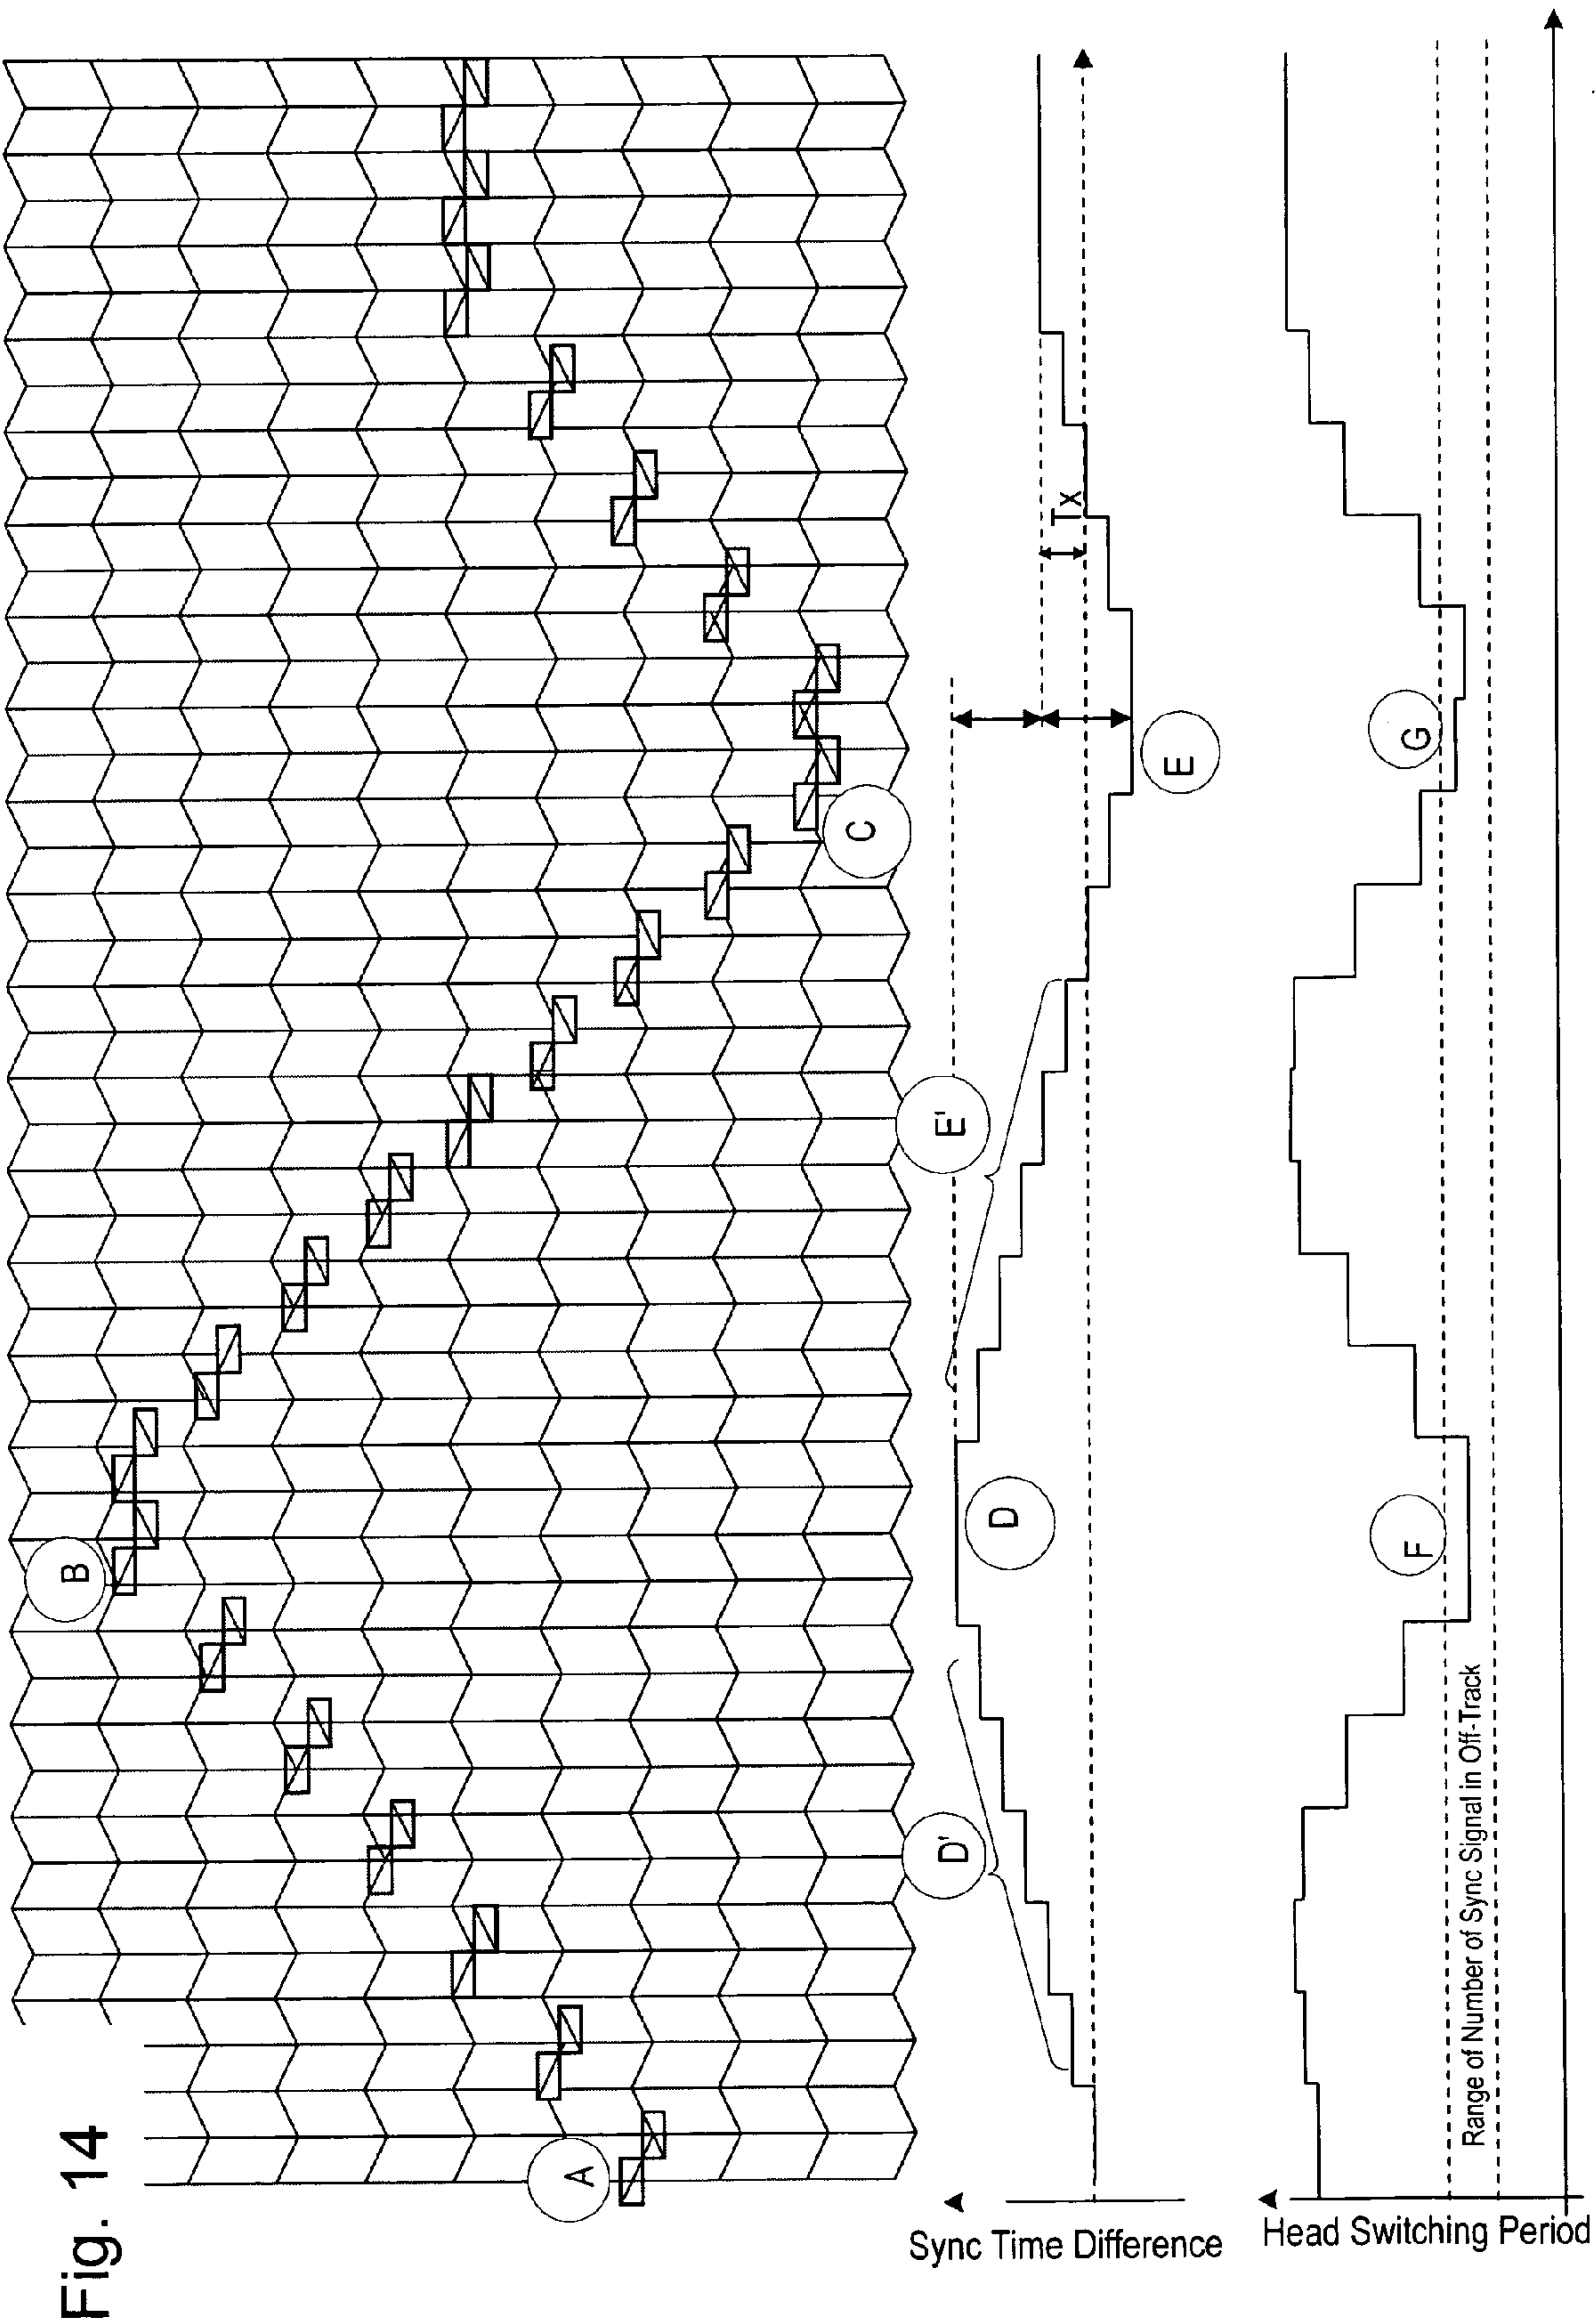 Fig. 14
B
A
C
D'
E'
D
Tx
E
Sync Time Difference
F
G
Range of Number of Sync Signal in Off-Track
Head Switching Period